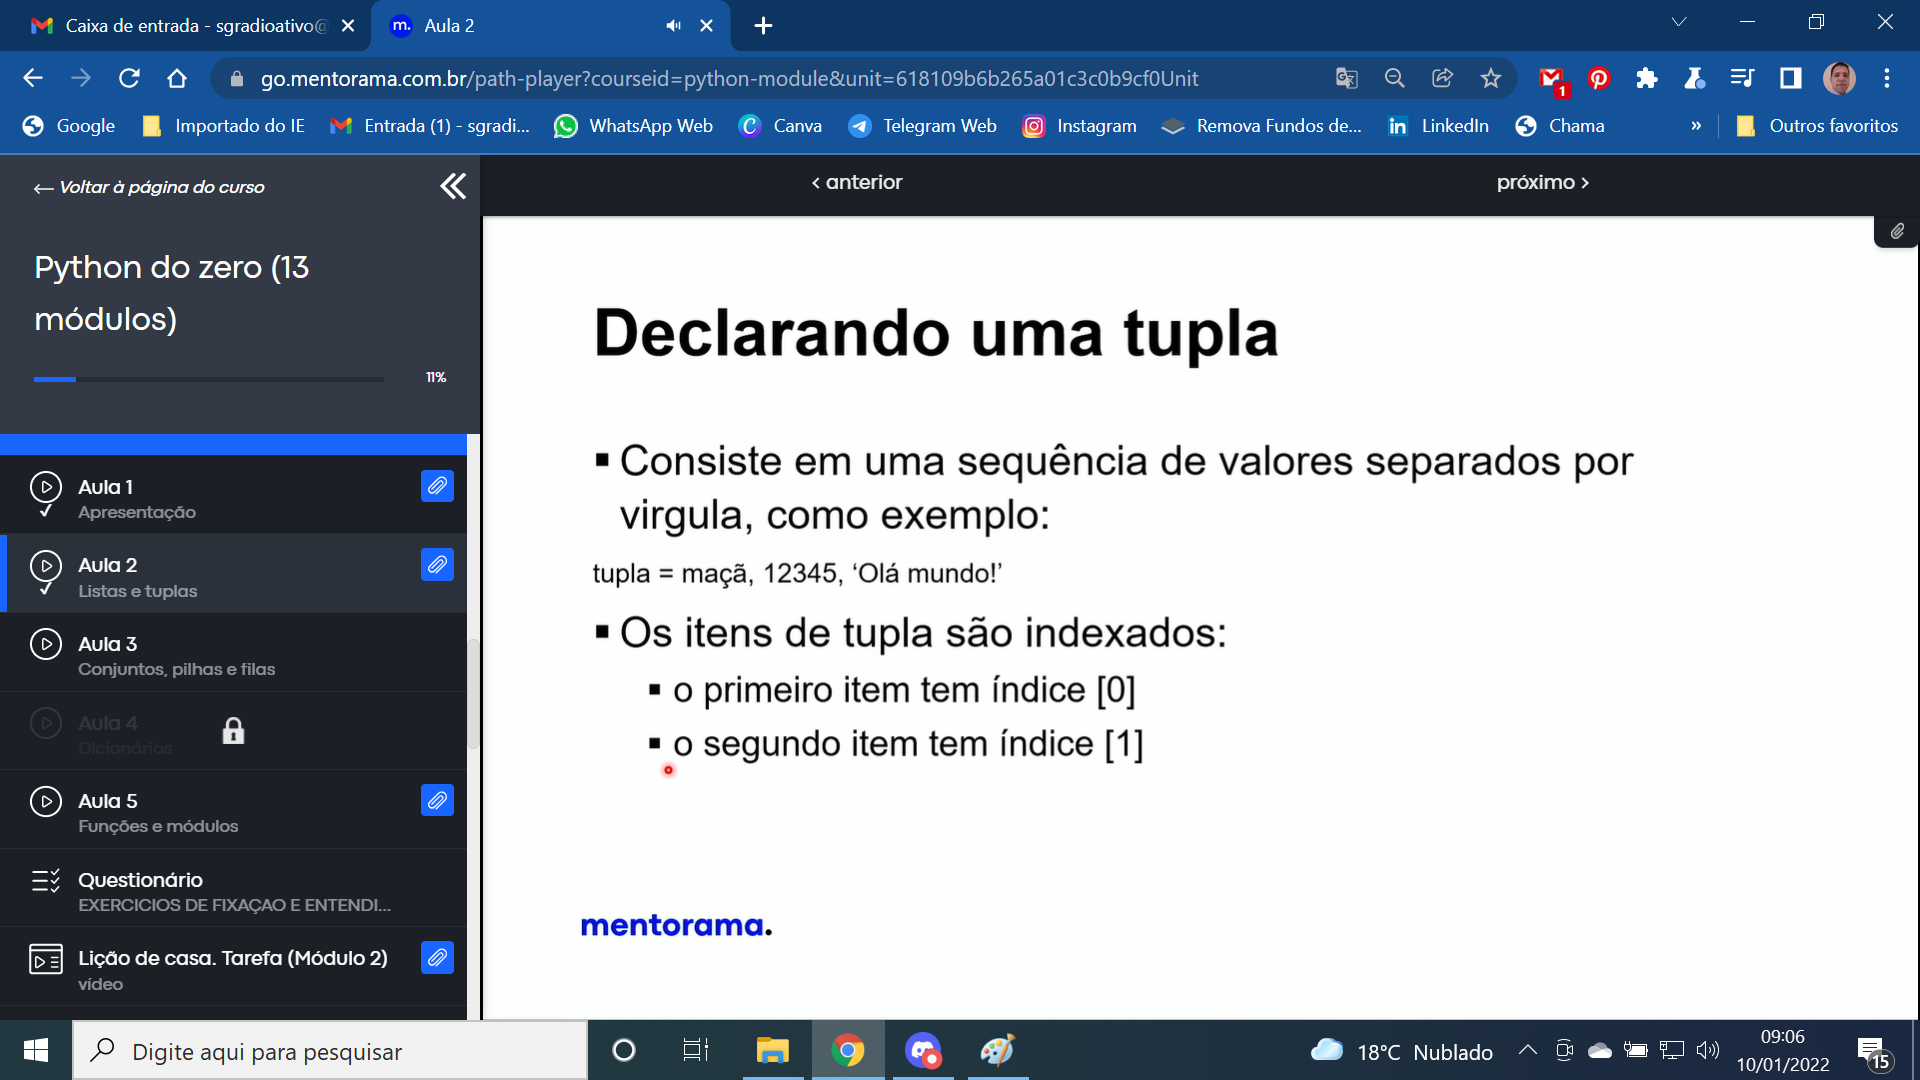 Caixa de entrada - sgradioativo@
Aula 2
go.mentorama.com.br/path-player?courseid=python-module&unit=618109b6b265a01c3c0b9cf0Unit
1
Google
Importado do IE
Entrada (1) - sgradi...
WhatsApp Web
Canva
Telegram Web
Instagram
Remova Fundos de...
LinkedIn
Chama
»
Outros favoritos
← Voltar à página do curso
‹ anterior
próximo ›
Python do zero (13
módulos)
11%
Aula 1
Apresentação
Aula 2
Listas e tuplas
Aula 3
Conjuntos, pilhas e filas
Aula 4
Dicionários
Aula 5
Funções e módulos
Questionário
EXERCICIOS DE FIXAÇAO E ENTENDI...
Lição de casa. Tarefa (Módulo 2)
vídeo
Declarando uma tupla
▪ Consiste em uma sequência de valores separados por
virgula, como exemplo:
tupla = maçã, 12345, ‘Olá mundo!’
▪ Os itens de tupla são indexados:
▪ o primeiro item tem índice [0]
▪ o segundo item tem índice [1]
mentorama.
Digite aqui para pesquisar
18°C Nublado
09:06
10/01/2022
15